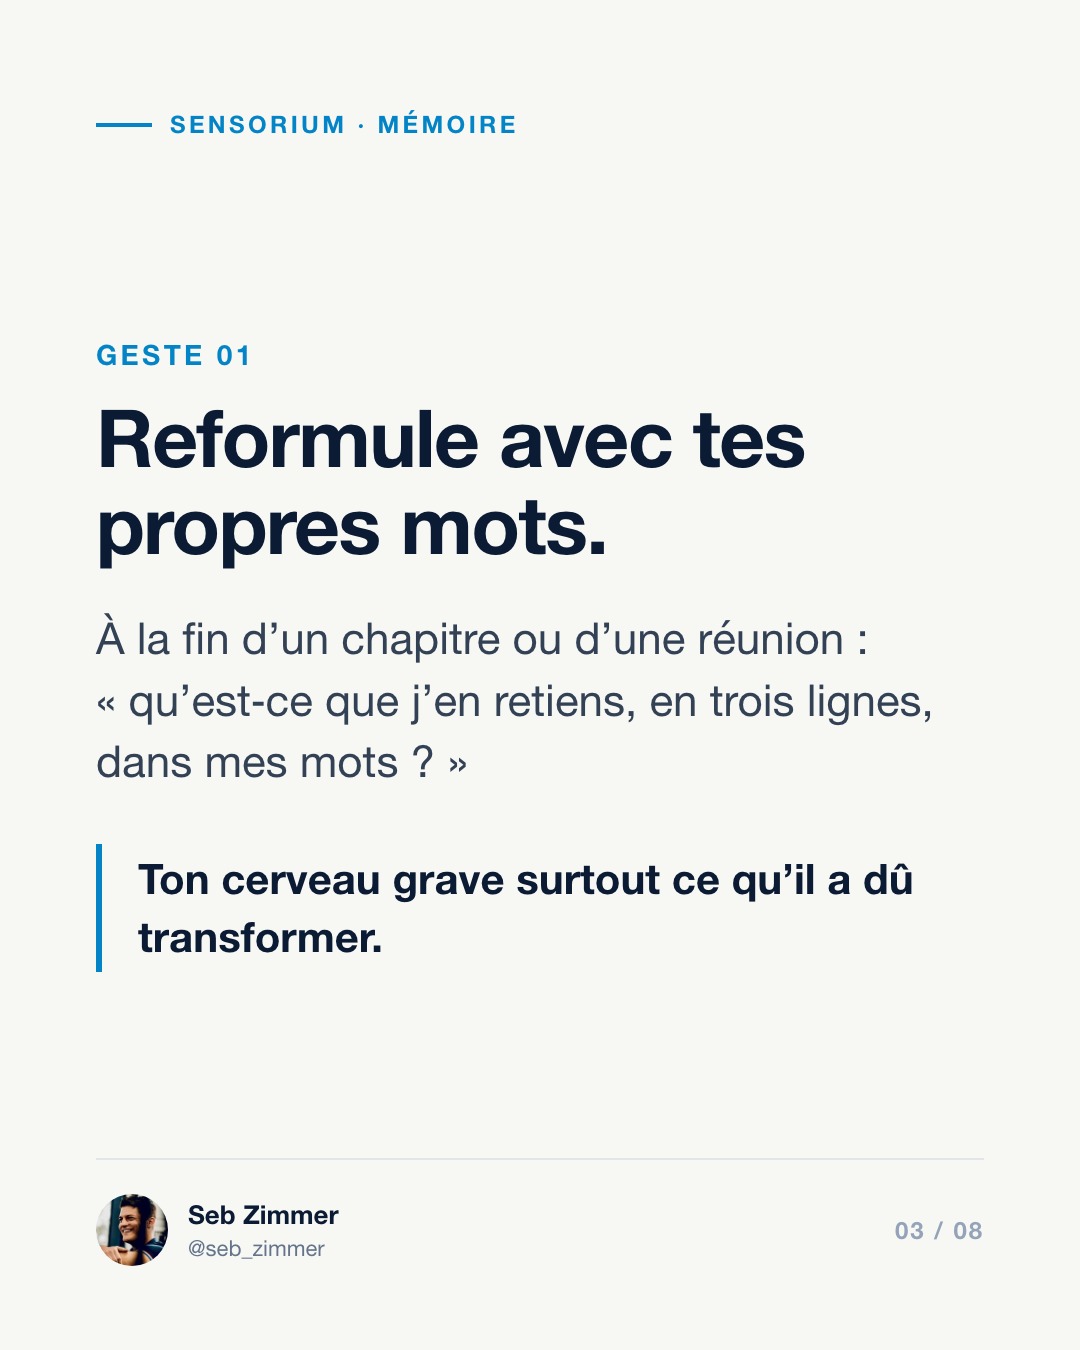 SENSORIUM · MÉMOIRE
GESTE 01
Reformule avec tes
propres mots.
À la fin d’un chapitre ou d’une réunion :
« qu’est-ce que j’en retiens, en trois lignes,
dans mes mots ? »
Ton cerveau grave surtout ce qu’il a dû
transformer.
Seb Zimmer
@seb_zimmer
03 / 08